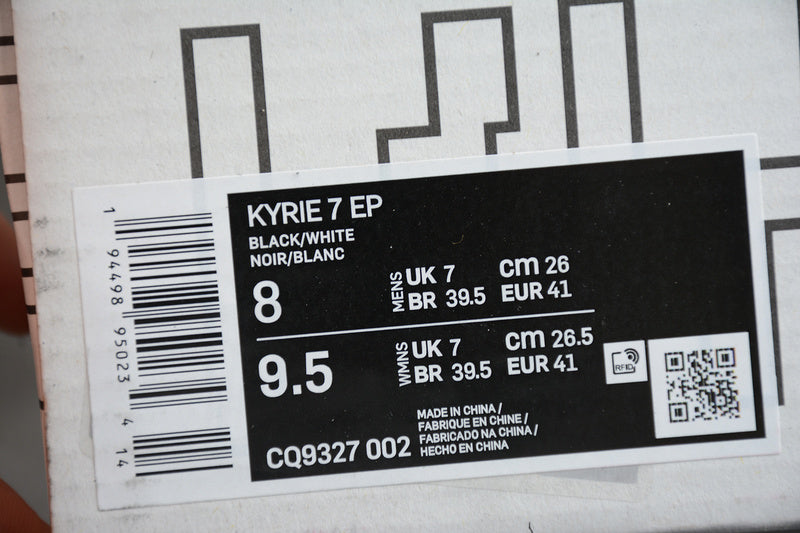 KYRIE 7 EP
BLACK/WHITE
NOIR/BLANC
8
MENS
UK 7
cm 26
BR 39.5
EUR 41
9.5
WMNS
UK 7
cm 26.5
BR 39.5
EUR 41
RFID
CQ9327 002
MADE IN CHINA /
FABRIQUE EN CHINE /
FABRICADO NA CHINA /
HECHO EN CHINA
1 94498 95023 4 14